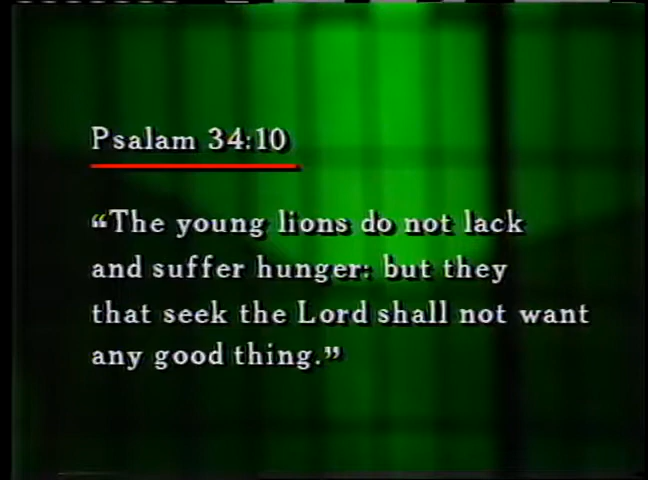 Psalam 34:10
“The young lions do not lack
and suffer hunger: but they
that seek the Lord shall not want
any good thing.”